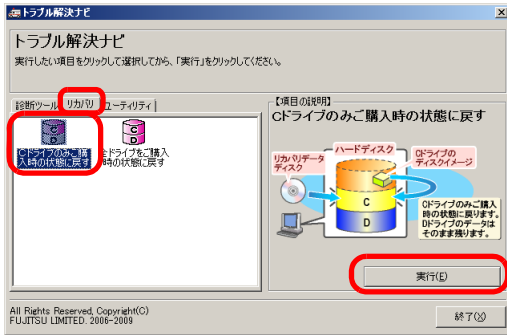 トラブル解決ナビ
トラブル解決ナビ
実行したい項目をクリックして選択してから、「実行」をクリックしてください。
診断ツール リカバリ ユーティリティ
Cドライブのみご購
入時の状態に戻す
全ドライブをご購入
時の状態に戻す
【項目の説明】
Cドライブのみご購入時の状態に戻す
ハードディスク
リカバリデータ
ディスク
Cドライブの
ディスクイメージ
C
D
Cドライブのみご購入
時の状態に戻ります。
Dドライブのデータは
そのまま残ります。
実行(E)
All Rights Reserved, Copyright(C)
FUJITSU LIMITED. 2006-2009
終了(X)